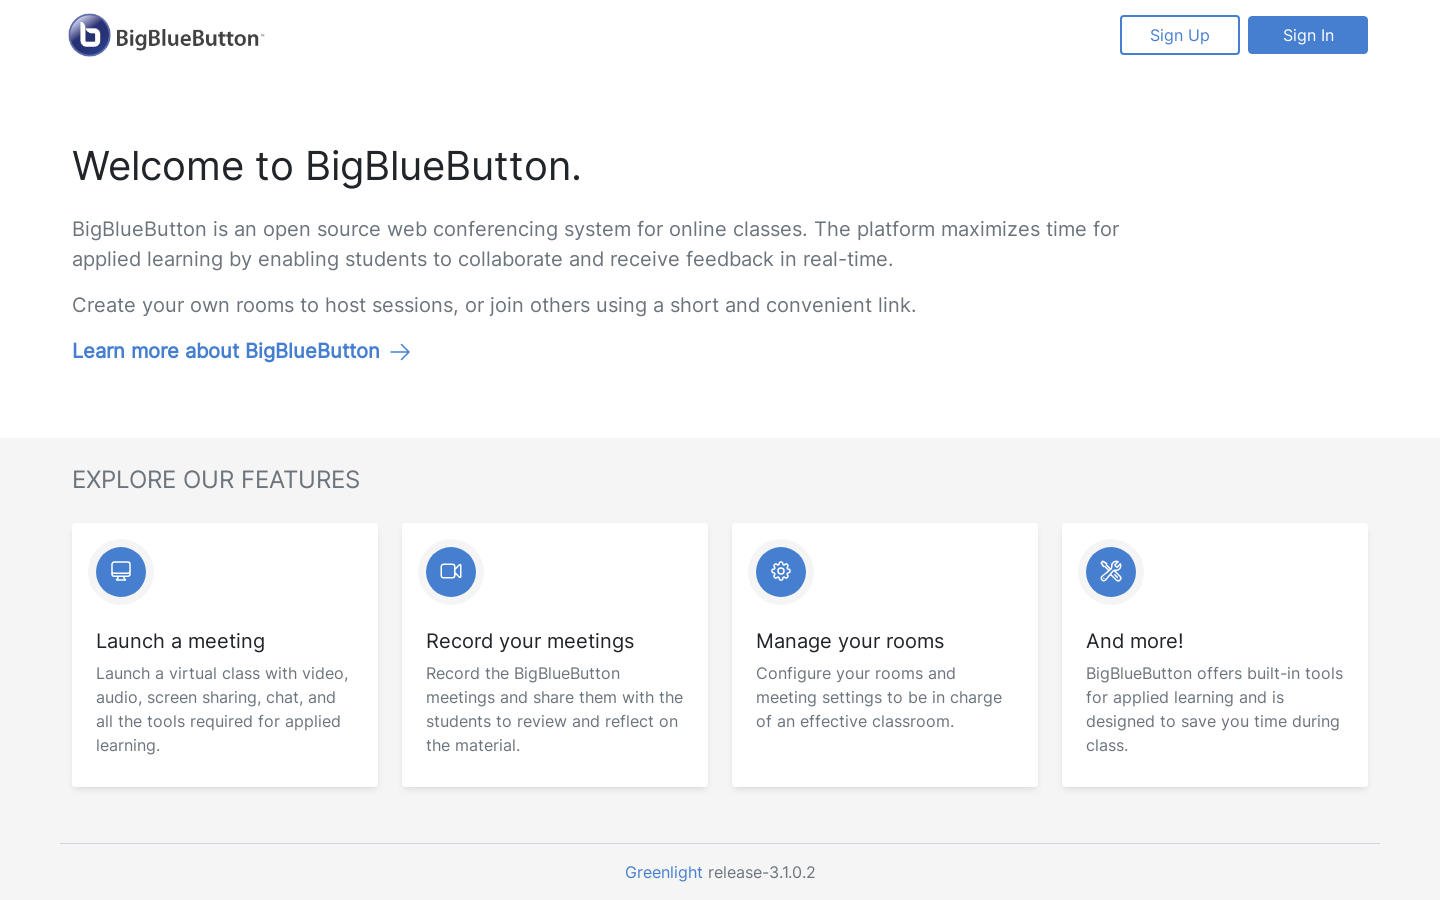 BigBlueButton™
Sign Up
Sign In
Welcome to BigBlueButton.
BigBlueButton is an open source web conferencing system for online classes. The platform maximizes time for
applied learning by enabling students to collaborate and receive feedback in real-time.
Create your own rooms to host sessions, or join others using a short and convenient link.
Learn more about BigBlueButton
EXPLORE OUR FEATURES
Launch a meeting
Launch a virtual class with video,
audio, screen sharing, chat, and
all the tools required for applied
learning.
Record your meetings
Record the BigBlueButton
meetings and share them with the
students to review and reflect on
the material.
Manage your rooms
Configure your rooms and
meeting settings to be in charge
of an effective classroom.
And more!
BigBlueButton offers built-in tools
for applied learning and is
designed to save you time during
class.
Greenlight release-3.1.0.2